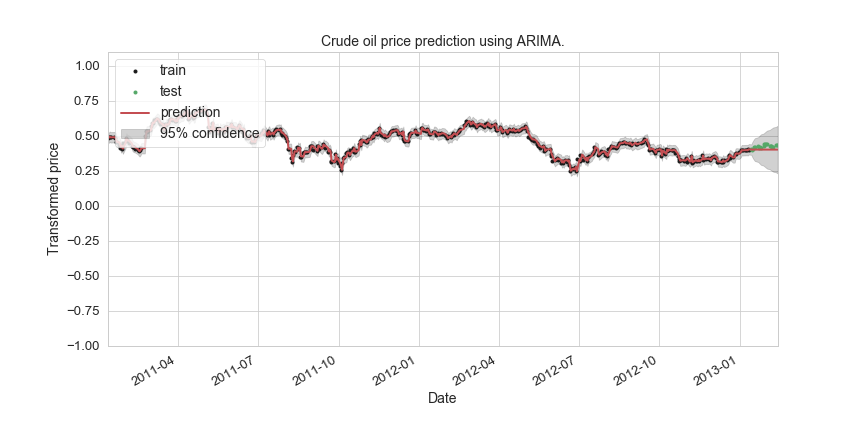 Crude oil price prediction using ARIMA.
train
test
prediction
95% confidence
1.00
0.75
0.50
0.25
0.00
−0.25
−0.50
−0.75
−1.00
Transformed price
2011-04
2011-07
2011-10
2012-01
2012-04
2012-07
2012-10
2013-01
Date